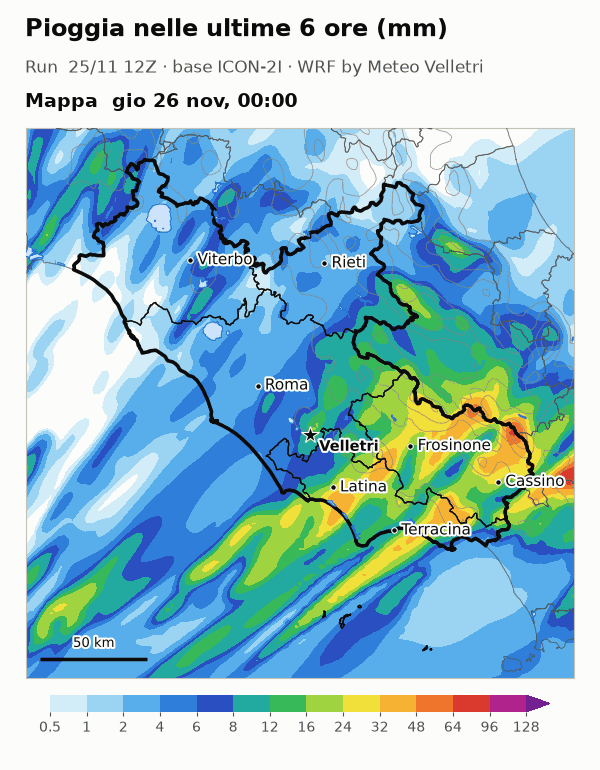 Pioggia nelle ultime 6 ore (mm)
Run 25/11 12Z · base ICON-2I · WRF by Meteo Velletri
Mappa gio 26 nov, 00:00
Viterbo
Rieti
Roma
Velletri
Frosinone
Latina
Cassino
Terracina
50 km
0.5 1 2 4 6 8 12 16 24 32 48 64 96 128